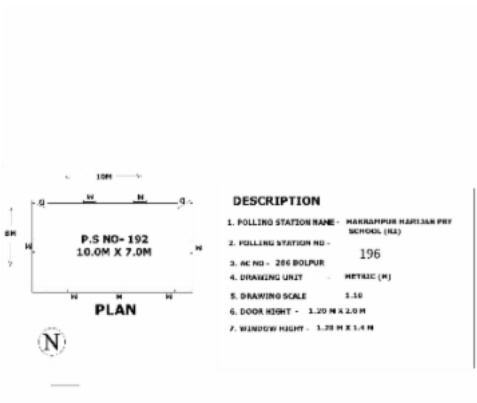 10M
W W
D D
8M
W W
P.S NO- 192
10.0M X 7.0M
W W W
PLAN
N
DESCRIPTION
1. POLLING STATION NAME - MAKRAMPUR HARIJAN PRY
SCHOOL (R1)
2. POLLING STATION NO - 196
3. AC NO - 286 BOLPUR
4. DRAWING UNIT - METRIC (M)
5. DRAWING SCALE 1.10
6. DOOR HIGHT - 1.20 M X 2.0 M
7. WINDOW HIGHT - 1.20 M X 1.4 M